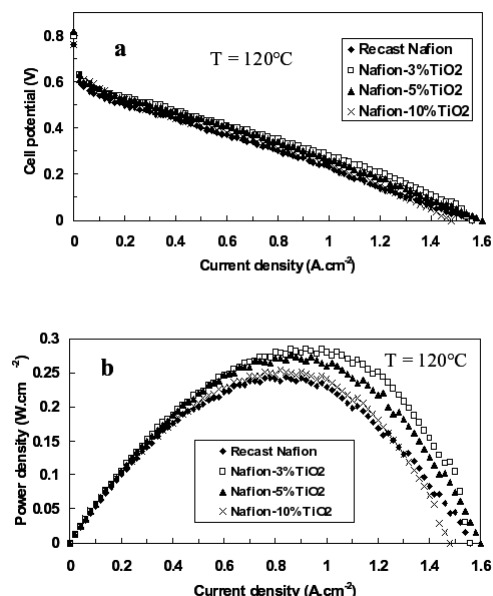 a
T = 120°C
Recast Nafion
Nafion-3%TiO2
Nafion-5%TiO2
Nafion-10%TiO2
Cell potential (V)
0.8
0.6
0.4
0.2
0
0.0 0.2 0.4 0.6 0.8 1.0 1.2 1.4 1.6
Current density (A.cm⁻²)
b
T = 120°C
Recast Nafion
Nafion-3%TiO2
Nafion-5%TiO2
Nafion-10%TiO2
Power density (W.cm⁻²)
0.3
0.25
0.2
0.15
0.1
0.05
0
0.0 0.2 0.4 0.6 0.8 1.0 1.2 1.4 1.6
Current density (A.cm⁻²)